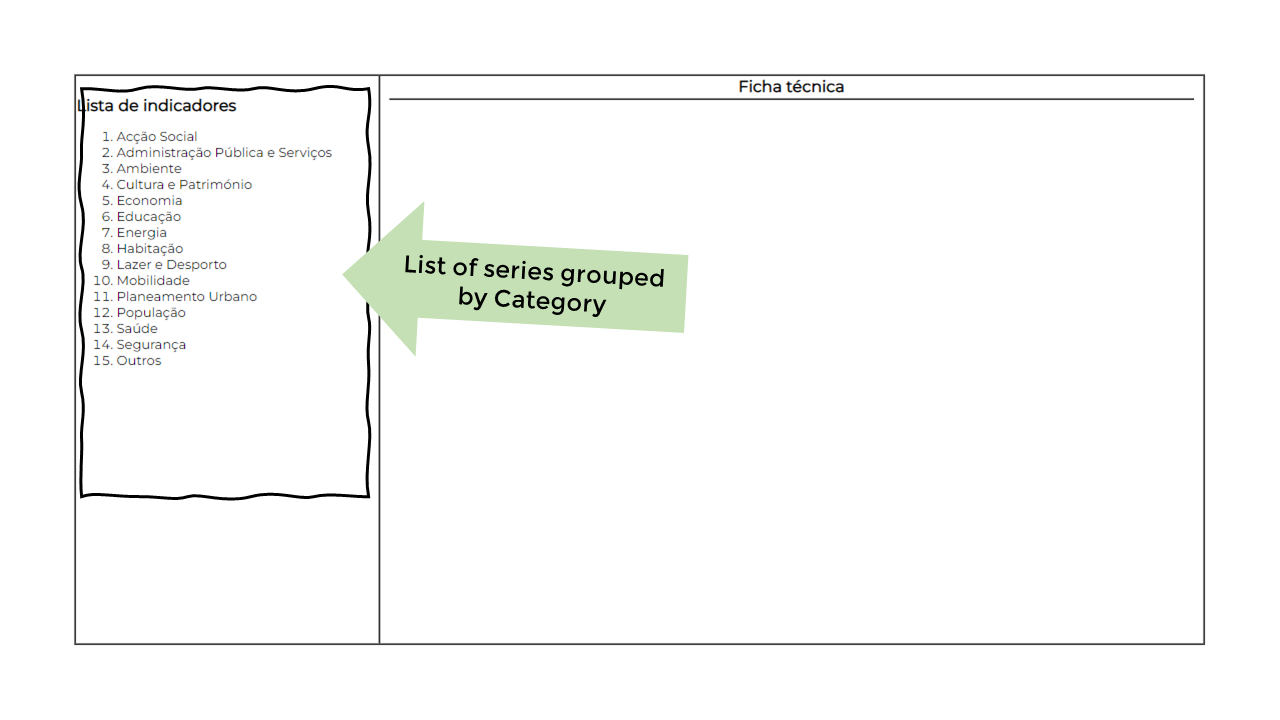 Lista de indicadores
1. Acção Social
2. Administração Pública e Serviços
3. Ambiente
4. Cultura e Património
5. Economia
6. Educação
7. Energia
8. Habitação
9. Lazer e Desporto
10. Mobilidade
11. Planeamento Urbano
12. População
13. Saúde
14. Segurança
15. Outros
Ficha técnica
List of series grouped
by Category